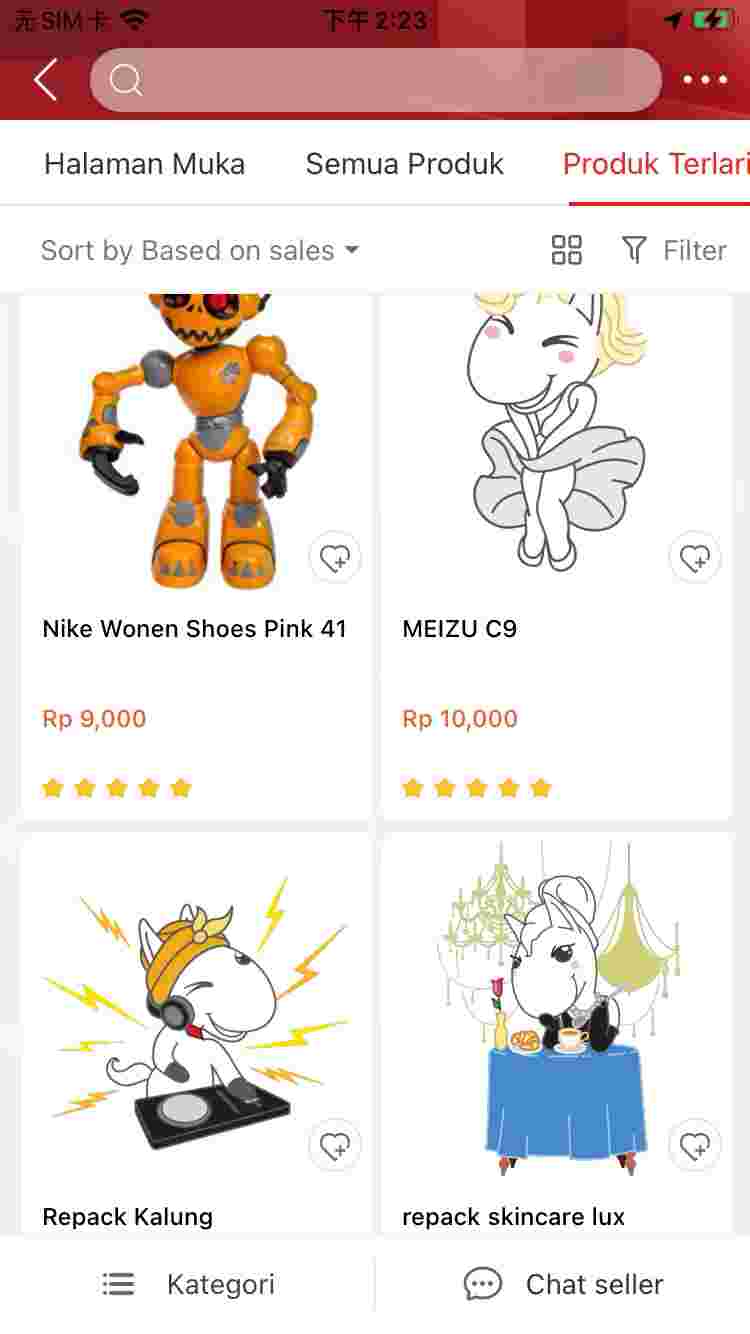 无SIM卡 下午2:23
Halaman Muka Semua Produk Produk Terlari
Sort by Based on sales Filter
Nike Wonen Shoes Pink 41 MEIZU C9
Rp 9,000 Rp 10,000
Repack Kalung repack skincare lux
Kategori Chat seller